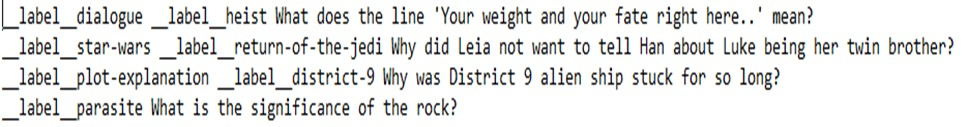 __label__dialogue __label__heist What does the line 'Your weight and your fate right here..' mean?
__label__star-wars __label__return-of-the-jedi Why did Leia not want to tell Han about Luke being her twin brother?
__label__plot-explanation __label__district-9 Why was District 9 alien ship stuck for so long?
__label__parasite What is the significance of the rock?